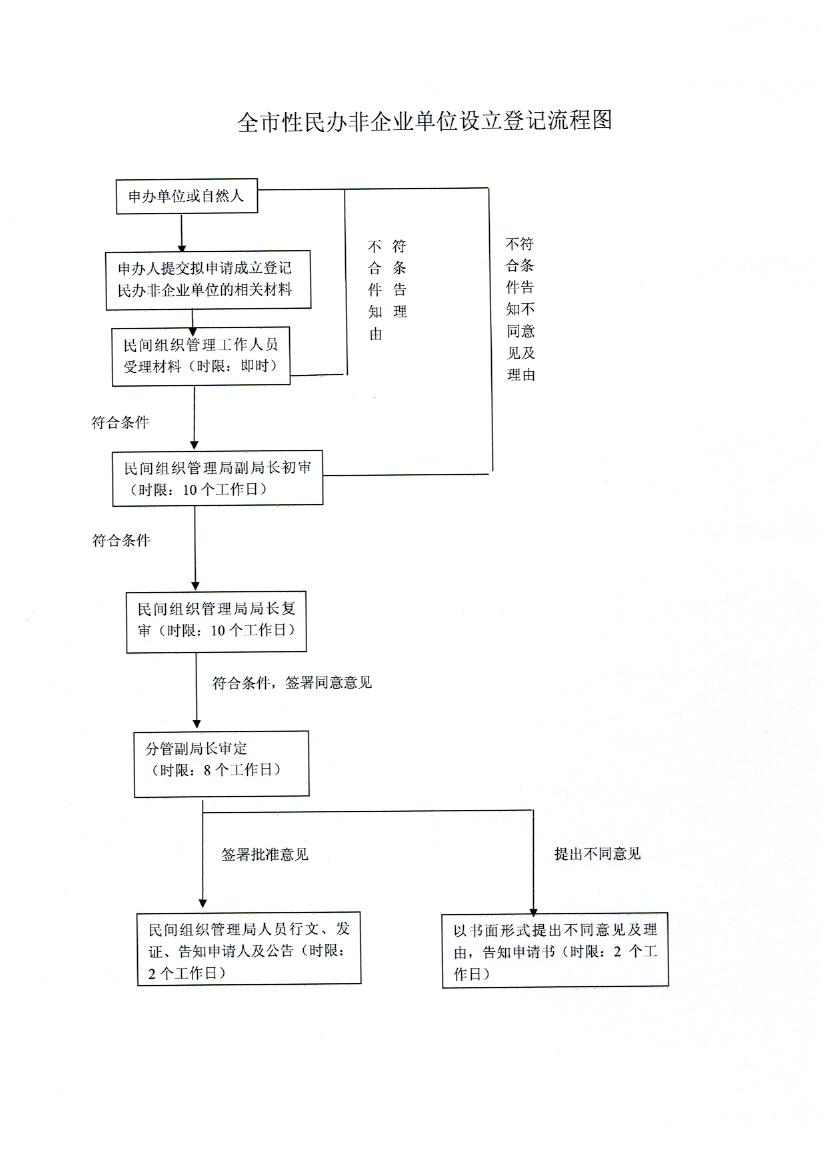 全市性民办非企业单位设立登记流程图
申办单位或自然人
申办人提交拟申请成立登记
民办非企业单位的相关材料
民间组织管理工作人员
受理材料（时限：即时）
不 符
合 条
件 告
知 理
由
不符
合条
件告
知不
同意
见及
理由
符合条件
民间组织管理局副局长初审
（时限：10 个工作日）
符合条件
民间组织管理局局长复
审（时限：10 个工作日）
符合条件，签署同意意见
分管副局长审定
（时限：8 个工作日）
签署批准意见
提出不同意见
民间组织管理局人员行文、发
证、告知申请人及公告（时限：
2 个工作日）
以书面形式提出不同意见及理
由，告知申请书（时限：2 个工
作日）